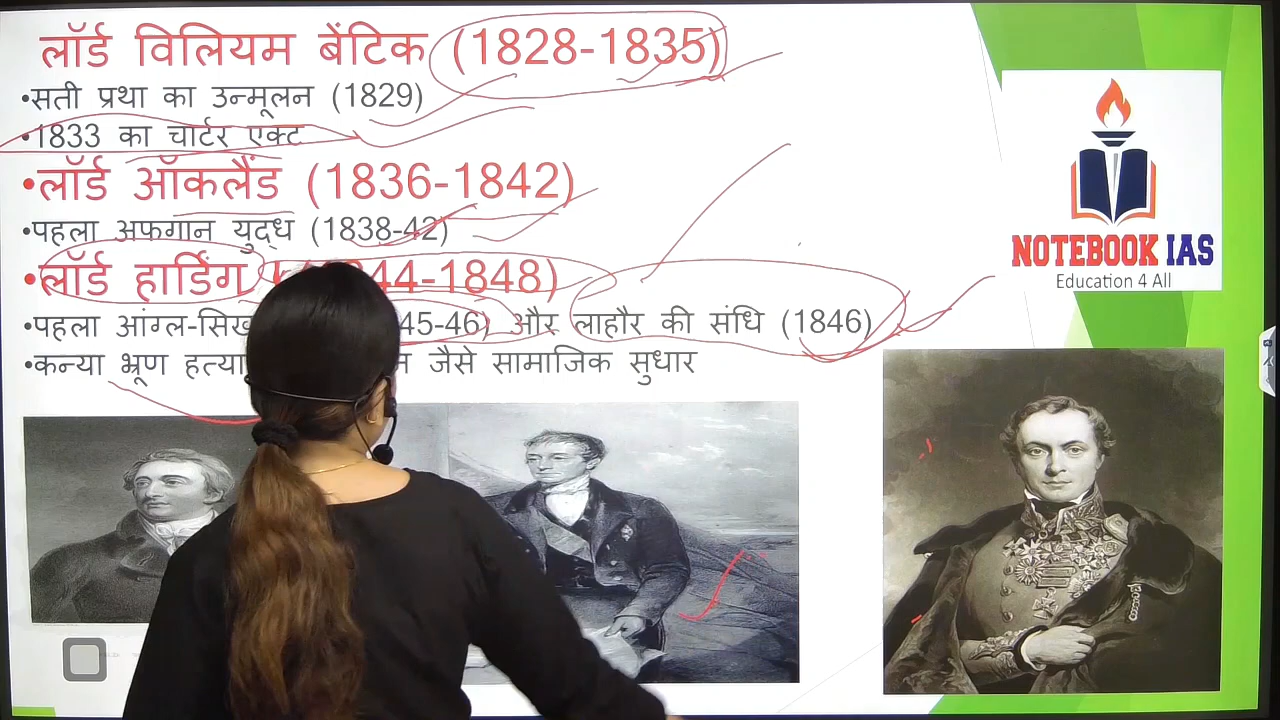 लॉर्ड विलियम बेंटिक (1828-1835)
•सती प्रथा का उन्मूलन (1829)
•1833 का चार्टर एक्ट
•लॉर्ड ऑकलैंड (1836-1842)
•पहला अफगान युद्ध (1838-42)
•लॉर्ड हार्डिंग 44-1848)
•पहला आंग्ल-सिख 45-46) और लाहौर की संधि (1846)
•कन्या भ्रूण हत्या जैसे सामाजिक सुधार
NOTEBOOK IAS
Education 4 All